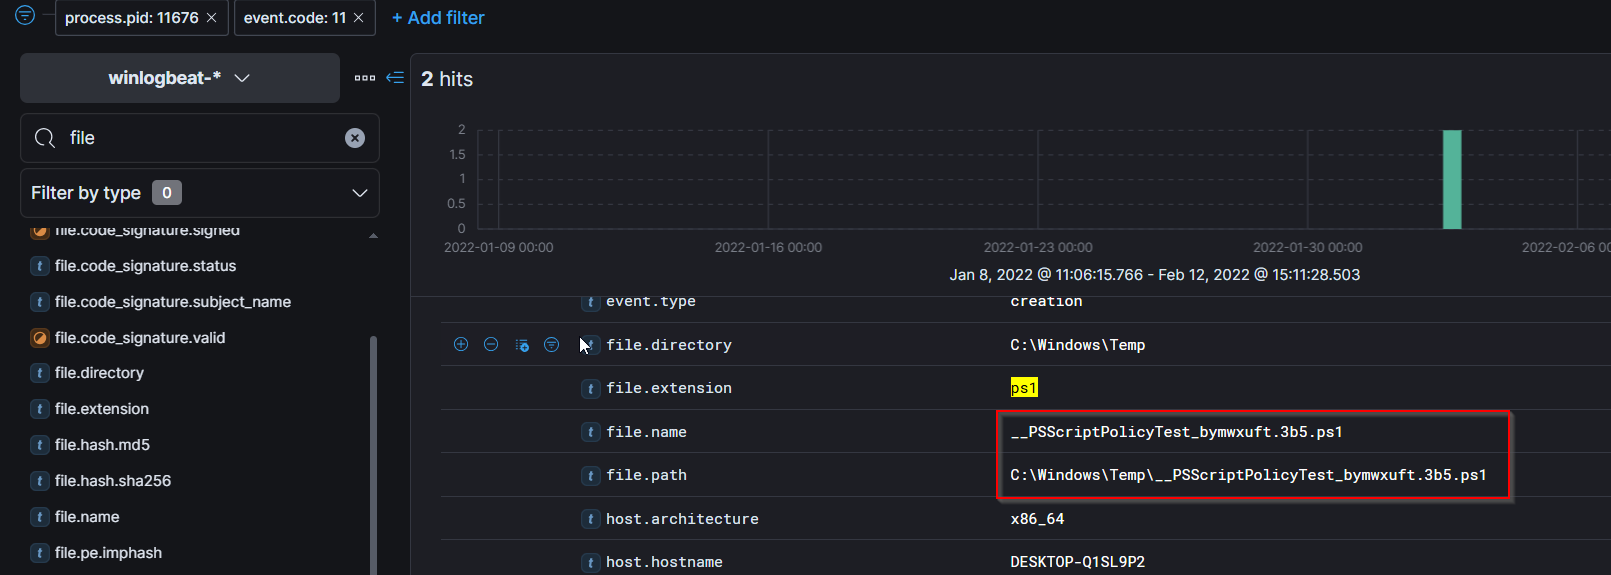 process.pid: 11676 × event.code: 11 × + Add filter
winlogbeat-*
file
Filter by type 0
file.code_signature.signed
file.code_signature.status
file.code_signature.subject_name
file.code_signature.valid
file.directory
file.extension
file.hash.md5
file.hash.sha256
file.name
file.pe.imphash
2 hits
2
1.5
1
0.5
0
2022-01-09 00:00 2022-01-16 00:00 2022-01-23 00:00 2022-01-30 00:00 2022-02-06 0
Jan 8, 2022 @ 11:06:15.766 - Feb 12, 2022 @ 15:11:28.503
t event.type creation
t file.directory C:\Windows\Temp
t file.extension ps1
t file.name __PSScriptPolicyTest_bymwxuft.3b5.ps1
t file.path C:\Windows\Temp\__PSScriptPolicyTest_bymwxuft.3b5.ps1
t host.architecture x86_64
t host.hostname DESKTOP-Q1SL9P2